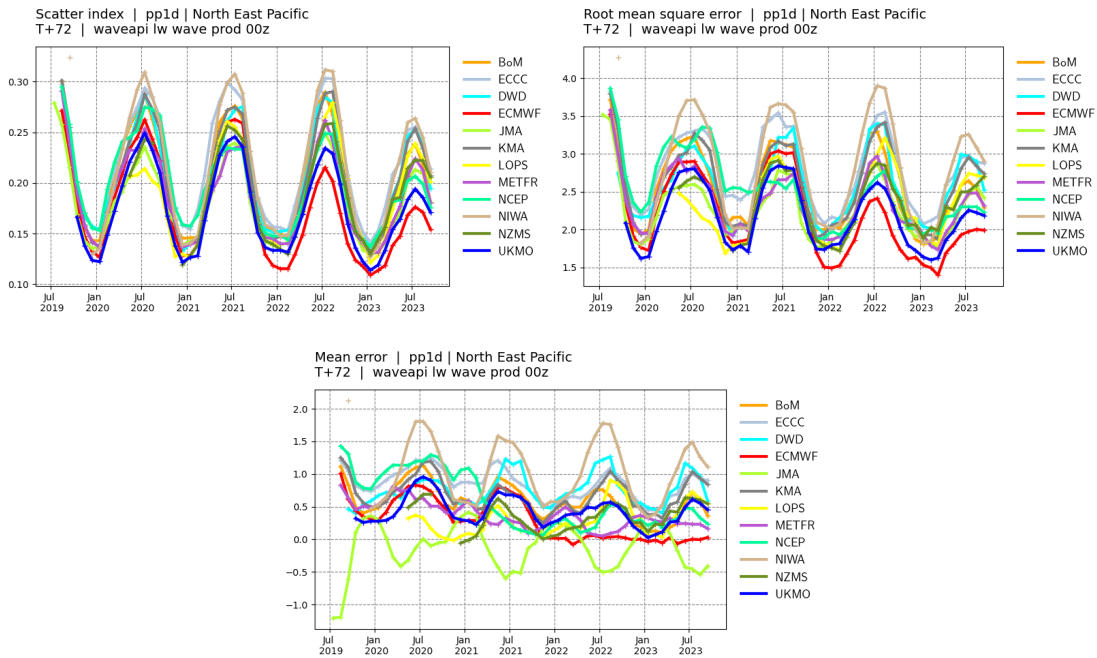 Scatter index | pp1d | North East Pacific
T+72 | waveapi lw wave prod 00z
0.30
0.25
0.20
0.15
0.10
Jul 2019
Jan 2020
Jul 2020
Jan 2021
Jul 2021
Jan 2022
Jul 2022
Jan 2023
Jul 2023
BoM
ECCC
DWD
ECMWF
JMA
KMA
LOPS
METFR
NCEP
NIWA
NZMS
UKMO
Root mean square error | pp1d | North East Pacific
T+72 | waveapi lw wave prod 00z
4.0
3.5
3.0
2.5
2.0
1.5
Jul 2019
Jan 2020
Jul 2020
Jan 2021
Jul 2021
Jan 2022
Jul 2022
Jan 2023
Jul 2023
BoM
ECCC
DWD
ECMWF
JMA
KMA
LOPS
METFR
NCEP
NIWA
NZMS
UKMO
Mean error | pp1d | North East Pacific
T+72 | waveapi lw wave prod 00z
2.0
1.5
1.0
0.5
0.0
−0.5
−1.0
Jul 2019
Jan 2020
Jul 2020
Jan 2021
Jul 2021
Jan 2022
Jul 2022
Jan 2023
Jul 2023
BoM
ECCC
DWD
ECMWF
JMA
KMA
LOPS
METFR
NCEP
NIWA
NZMS
UKMO